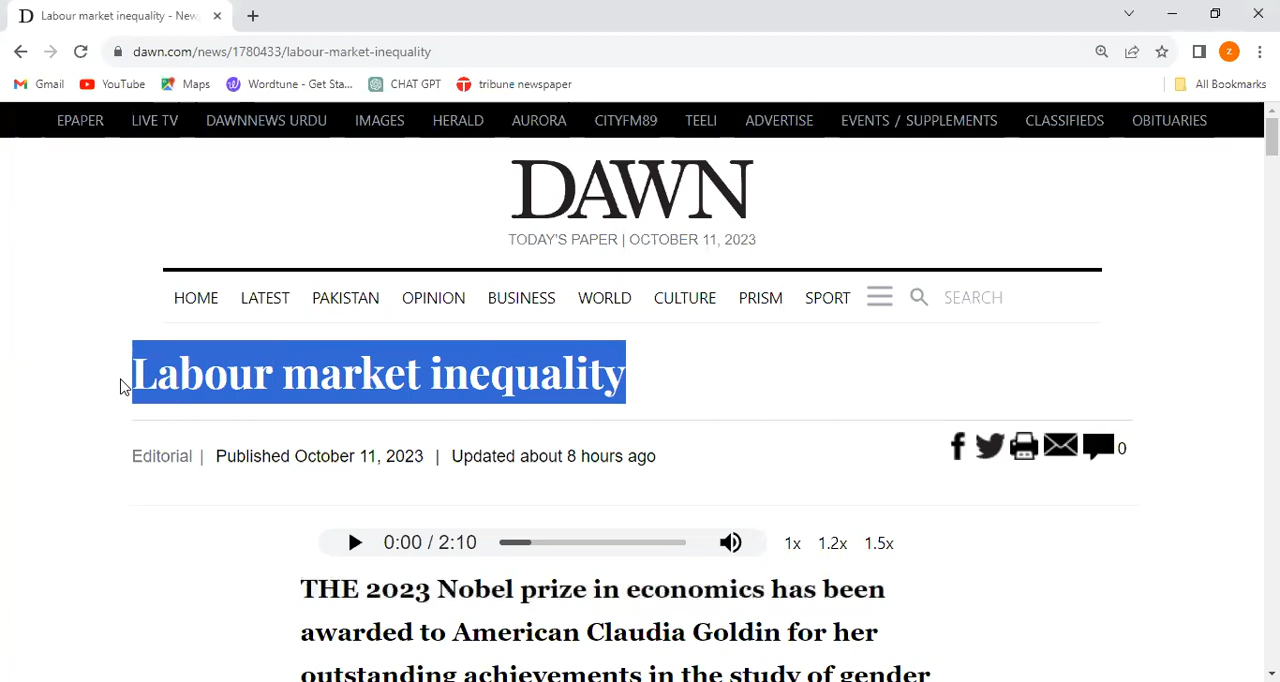 D Labour market inequality - New
dawn.com/news/1780433/labour-market-inequality
z
Gmail YouTube Maps Wordtune - Get Sta... CHAT GPT tribune newspaper All Bookmarks
EPAPER LIVE TV DAWNNEWS URDU IMAGES HERALD AURORA CITYFM89 TEELI ADVERTISE EVENTS / SUPPLEMENTS CLASSIFIEDS OBITUARIES
DAWN
TODAY'S PAPER | OCTOBER 11, 2023
HOME LATEST PAKISTAN OPINION BUSINESS WORLD CULTURE PRISM SPORT SEARCH
Labour market inequality
Editorial | Published October 11, 2023 | Updated about 8 hours ago
0
0:00 / 2:10 1x 1.2x 1.5x
THE 2023 Nobel prize in economics has been
awarded to American Claudia Goldin for her
outstanding achievements in the study of gender